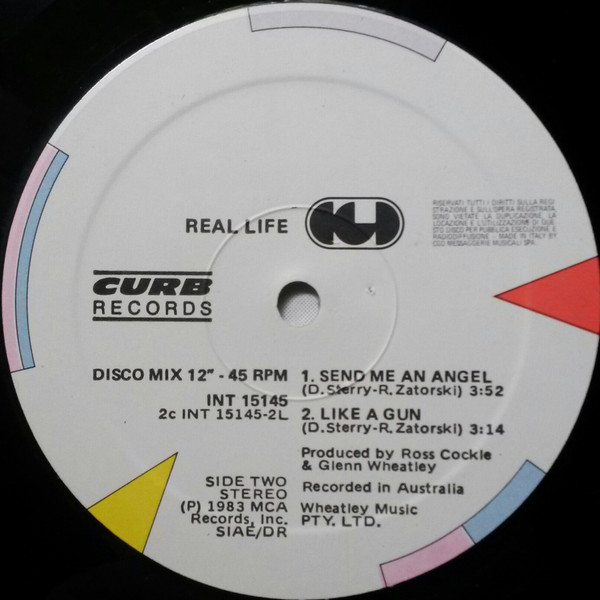 REAL LIFE
RISERVATI TUTTI I DIRITTI SULLA REGI-
STRAZIONE E SULL'OPERA REGISTRATA.
SONO VIETATE LA DUPLICAZIONE, LA
LOCAZIONE E L'UTILIZZAZIONE DI QUE-
STO DISCO PER PUBBLICA ESECUZIONE E
RADIODIFFUSIONE - MADE IN ITALY BY
CGD MESSAGGERIE MUSICALI SPA
CURB
RECORDS
DISCO MIX 12" - 45 RPM
INT 15145
2c INT 15145-2L
1. SEND ME AN ANGEL
(D.Sterry-R.Zatorski) 3:52
2. LIKE A GUN
(D.Sterry-R.Zatorski) 3:14
Produced by Ross Cockle
& Glenn Wheatley
SIDE TWO
STEREO
(P) 1983 MCA
Records, Inc.
SIAE/DR
Recorded in Australia
Wheatley Music
PTY. LTD.